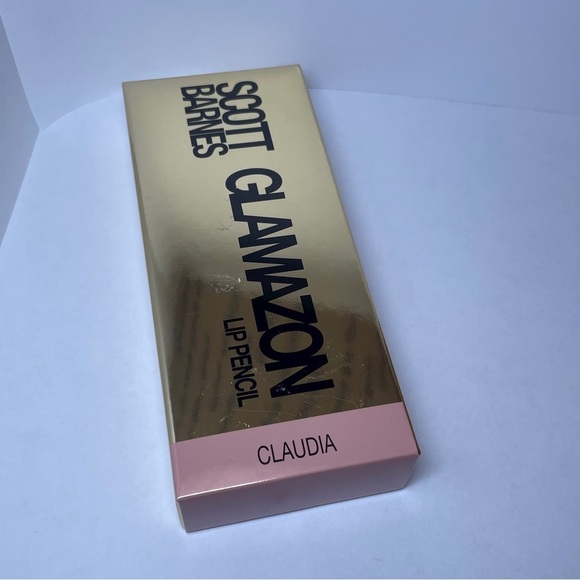 SCOTT
BARNES
GLAMAZON
LIP PENCIL
CLAUDIA